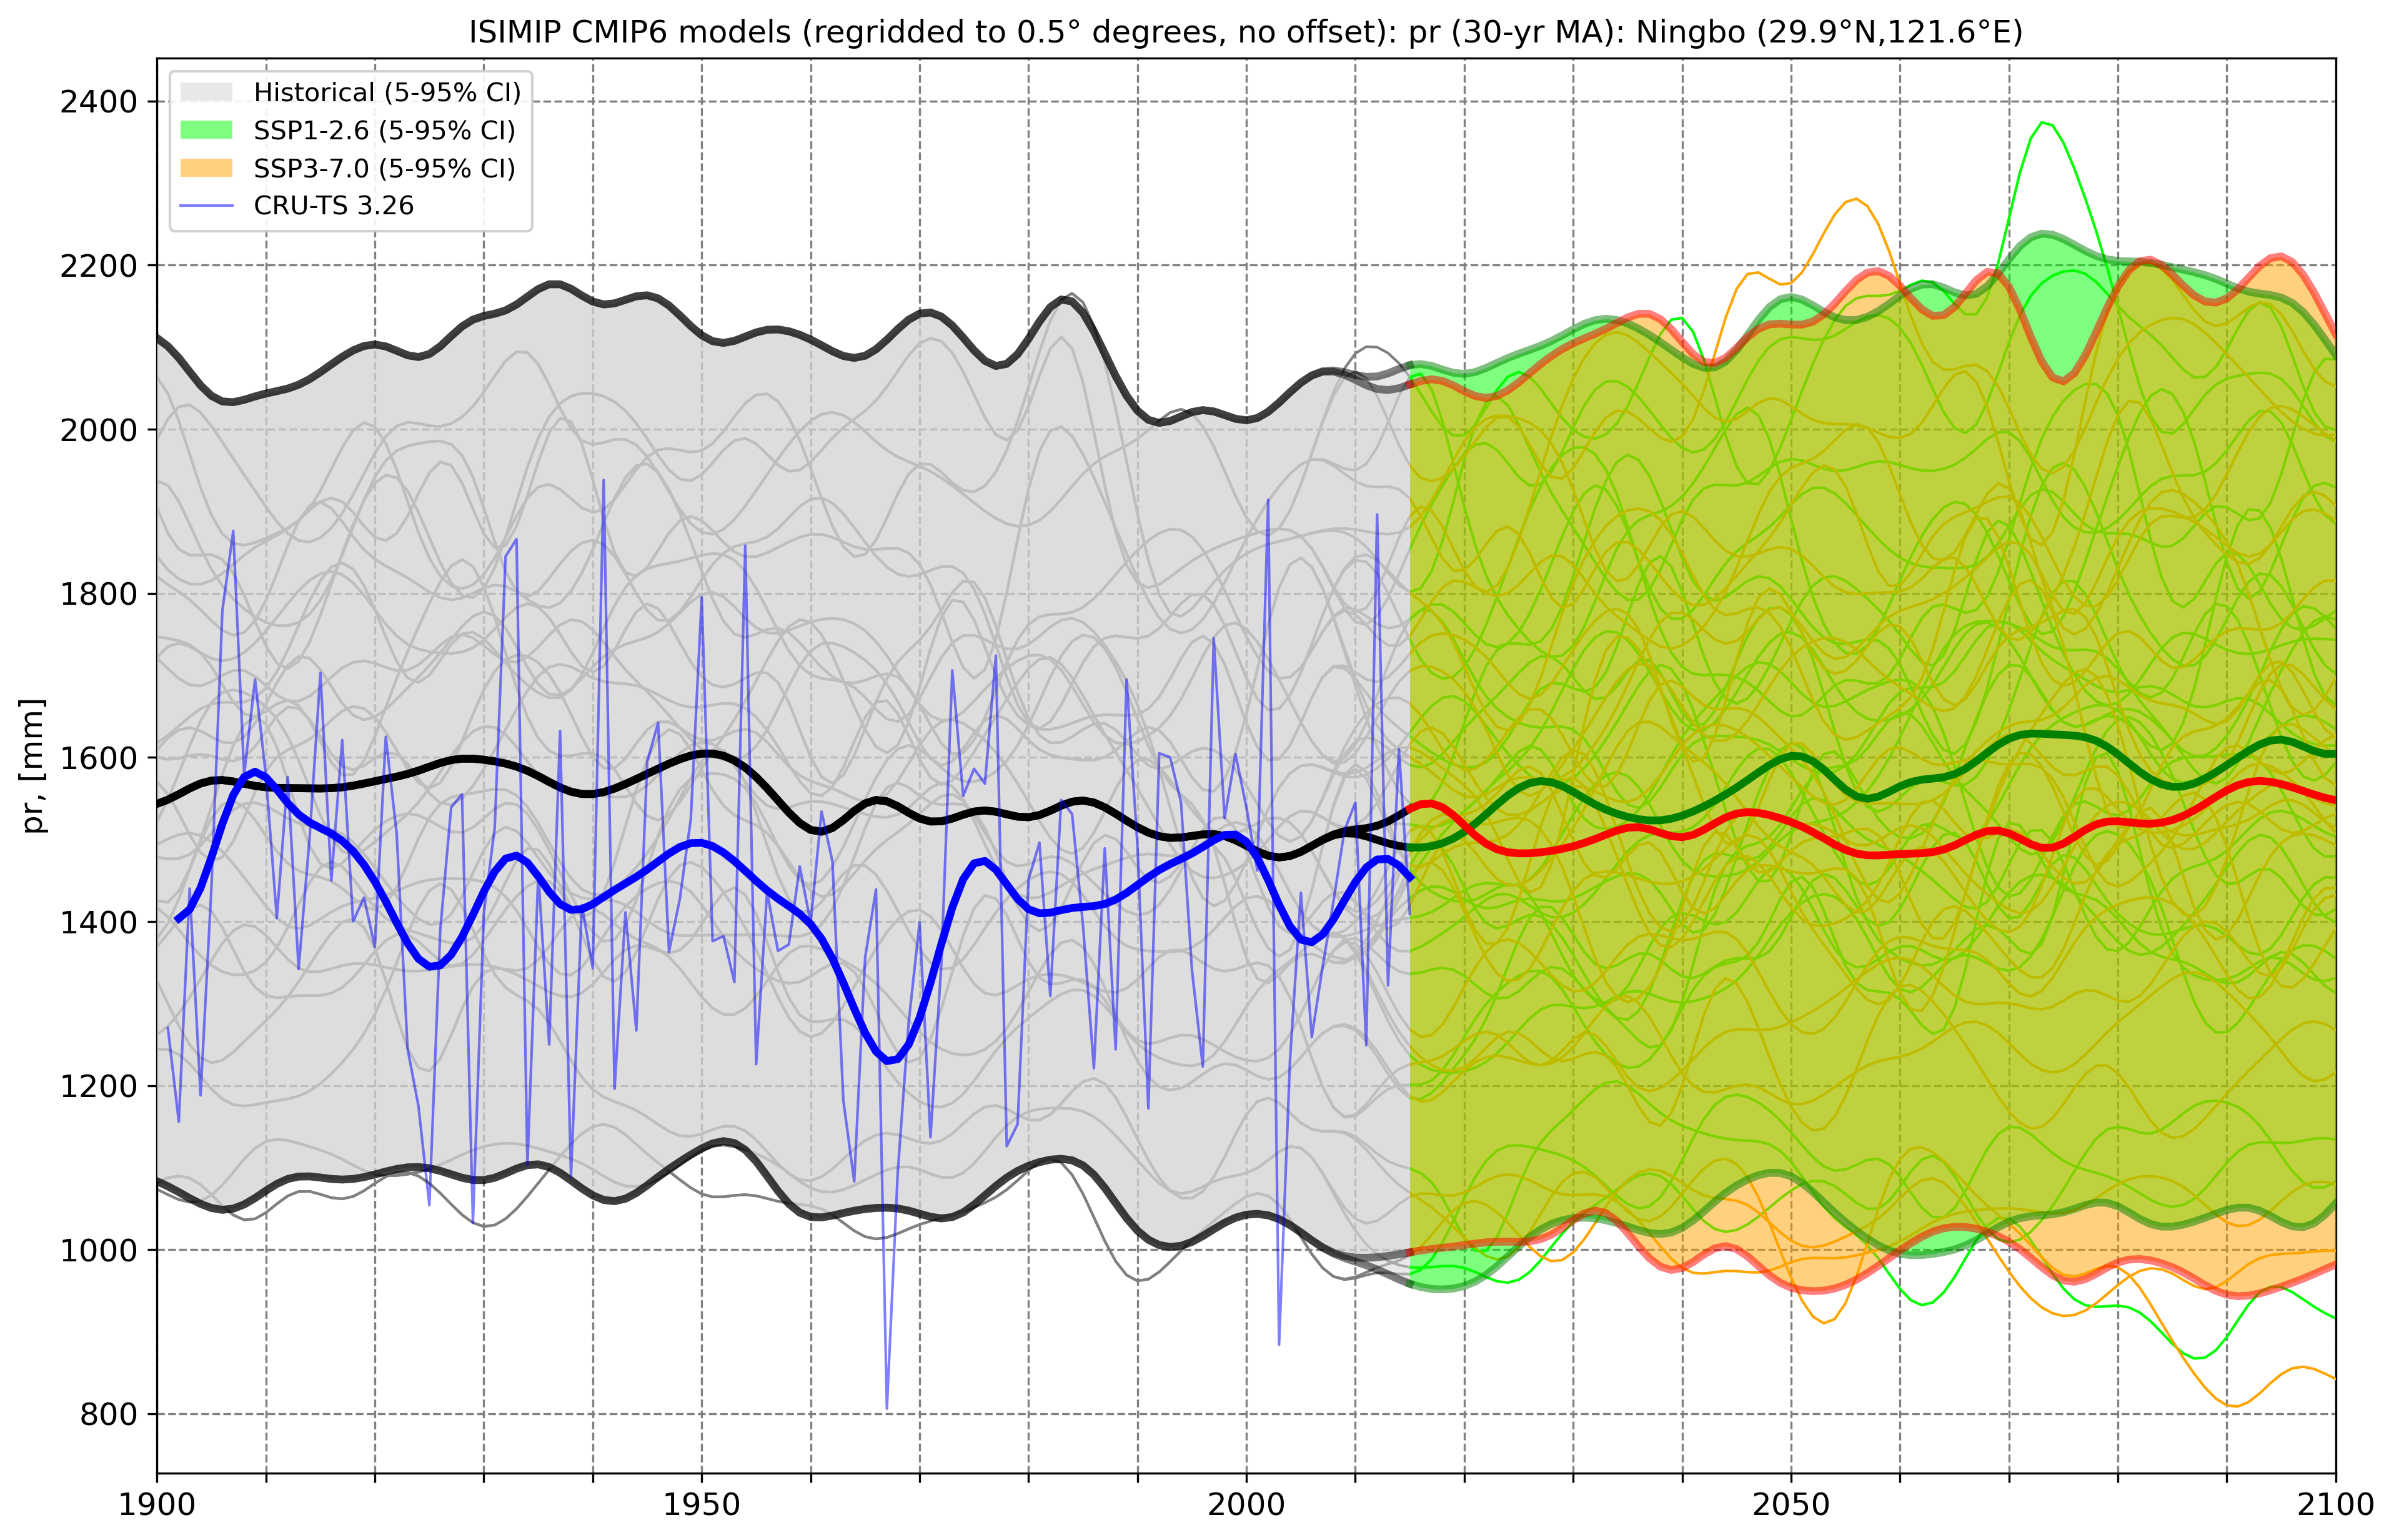 ISIMIP CMIP6 models (regridded to 0.5° degrees, no offset): pr (30-yr MA): Ningbo (29.9°N,121.6°E)
Historical (5-95% CI)
SSP1-2.6 (5-95% CI)
SSP3-7.0 (5-95% CI)
CRU-TS 3.26
pr, [mm]
2400
2200
2000
1800
1600
1400
1200
1000
800
1900
1950
2000
2050
2100